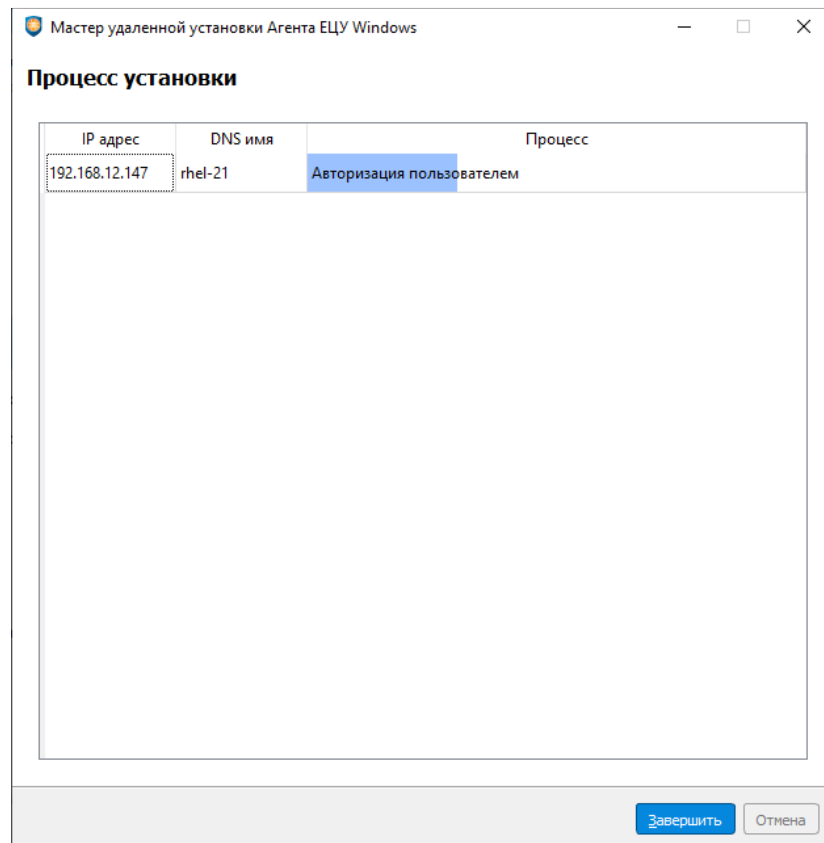 Мастер удаленной установки Агента ЕЦУ Windows
Процесс установки
IP адрес DNS имя Процесс
192.168.12.147 rhel-21 Авторизация пользователем
Завершить Отмена